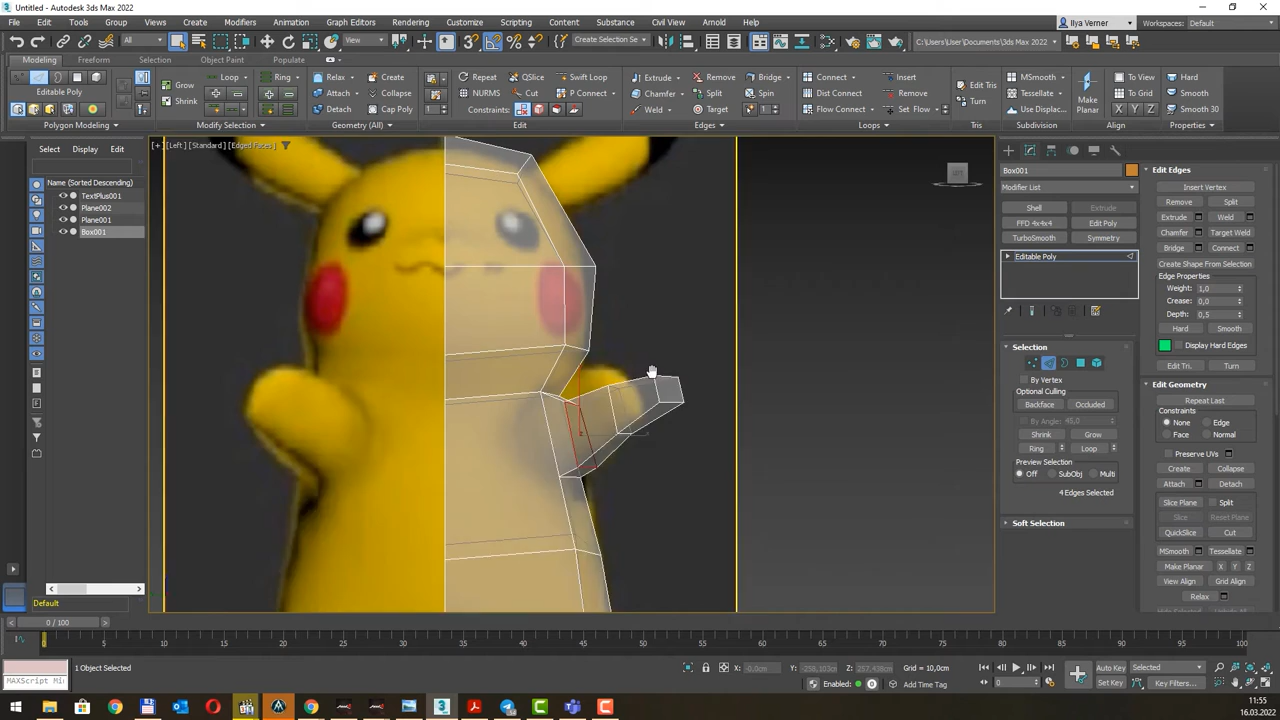 Untitled - Autodesk 3ds Max 2022
File Edit Tools Group Views Create Modifiers Animation Graph Editors Rendering Customize Scripting Content Substance Civil View Arnold Help
Ilya Verner Workspaces: Default
All View Create Selection Se C:\Users\User\Documents\3ds Max 2022
Modeling Freeform Selection Object Paint Populate
Loop Ring Relax Create Repeat QSlice Swift Loop Extrude Remove Bridge Connect Insert MSmooth To View Hard
Grow Edit Tris
Editable Poly Attach Collapse NURMS Cut P Connect Chamfer Weld Spin Dist Connect Remove Tessellate To Grid Smooth
Shrink Turn Make Planar
Detach Cap Poly Constraints: Weld Target 1 Flow Connect Set Flow Use Displac... X Y Z Smooth 30
Polygon Modeling Modify Selection Geometry (All) Edit Edges Loops Tris Subdivision Align Properties
Select Display Edit
Name (Sorted Descending)
TextPlus001
Plane002
Plane001
Box001
Default
[+] [Left] [Standard] [Edged Faces]
Box001
Modifier List
Shell Extrude
FFD 4x4x4 Edit Poly
TurboSmooth Symmetry
Editable Poly
Selection
By Vertex
Optional Culling
Backface Occluded
By Angle: 45,0
Shrink Grow
Ring Loop
Preview Selection
Off SubObj Multi
4 Edges Selected
Soft Selection
Edit Edges
Insert Vertex
Remove Split
Extrude Weld
Chamfer Target Weld
Bridge Connect
Create Shape From Selection
Edge Properties
Weight: 1,0
Crease: 0,0
Depth: 0,5
Hard Smooth
Display Hard Edges
Edit Tri. Turn
Edit Geometry
Repeat Last
Constraints
None Edge
Face Normal
Preserve UVs
Create Collapse
Attach Detach
Slice Plane Split
Slice Reset Plane
QuickSlice Cut
MSmooth Tessellate
Make Planar X Y Z
View Align Grid Align
Relax
0 / 100
0 5 10 15 20 25 30 35 40 45 50 55 60 65 70 75 80 85 90 95 100
MAXScript Mi
1 Object Selected
X: -0,0cm Y: -258,103cm Z: 257,438cm Grid = 10,0cm
Enabled: Add Time Tag
Auto Key Selected
0 Set Key Key Filters...
11:55
16.03.2022